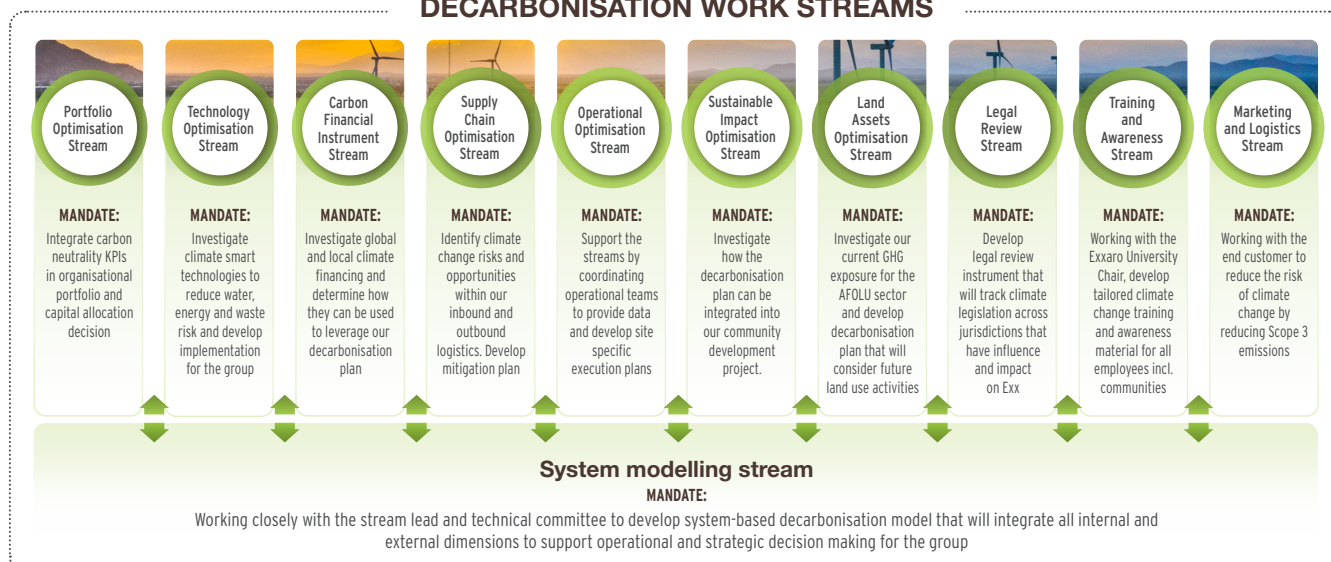 DECARBONISATION WORK STREAMS
Portfolio
Optimisation
Stream
MANDATE:
Integrate carbon
neutrality KPIs
in organisational
portfolio and
capital allocation
decision
Technology
Optimisation
Stream
MANDATE:
Investigate
climate smart
technologies to
reduce water,
energy and waste
risk and develop
implementation
for the group
Carbon
Financial
Instrument
Stream
MANDATE:
Investigate global
and local climate
financing and
determine how
they can be used
to leverage our
decarbonisation
plan
Supply
Chain
Optimisation
Stream
MANDATE:
Identify climate
change risks and
opportunities
within our
inbound and
outbound
logistics. Develop
mitigation plan
Operational
Optimisation
Stream
MANDATE:
Support the
streams by
coordinating
operational teams
to provide data
and develop site
specific
execution plans
Sustainable
Impact
Optimisation
Stream
MANDATE:
Investigate
how the
decarbonisation
plan can be
integrated into
our community
development
project.
Land
Assets
Optimisation
Stream
MANDATE:
Investigate our
current GHG
exposure for the
AFOLU sector
and develop
decarbonisation
plan that will
consider future
land use activities
Legal
Review
Stream
MANDATE:
Develop
legal review
instrument that
will track climate
legislation across
jurisdictions that
have influence
and impact
on Exx
Training
and
Awareness
Stream
MANDATE:
Working with the
Exxaro University
Chair, develop
tailored climate
change training
and awareness
material for all
employees incl.
communities
Marketing
and Logistics
Stream
MANDATE:
Working with the
end customer to
reduce the risk
of climate
change by
reducing Scope 3
emissions
System modelling stream
MANDATE:
Working closely with the stream lead and technical committee to develop system-based decarbonisation model that will integrate all internal and
external dimensions to support operational and strategic decision making for the group